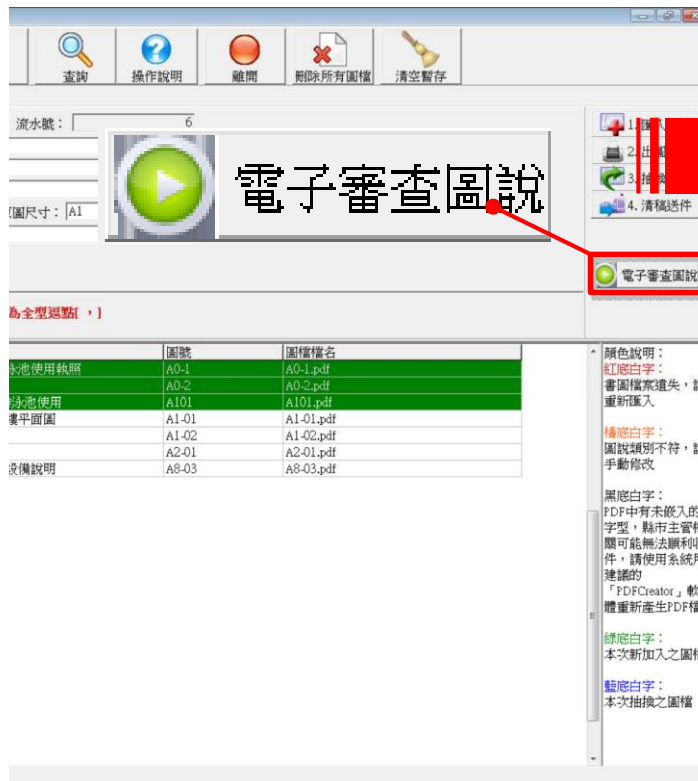 查詢 操作說明 離開 刪除所有圖檔 清空暫存
流水號： 6
圖尺寸： A1
電子審查圖說
1. 匯入
2. 出
3. 抽換
4. 清稿送件
電子審查圖說
為全型逗點[ ，]
圖號 圖檔檔名
泳池使用執照 A0-1 A0-1.pdf
A0-2 A0-2.pdf
泳池使用 A101 A101.pdf
樓平面圖 A1-01 A1-01.pdf
A1-02 A1-02.pdf
A2-01 A2-01.pdf
設備說明 A8-03 A8-03.pdf
顏色說明：
紅底白字：
書圖檔案遺失，請
重新匯入
橘底白字：
圖說類別不符，請
手動修改
黑底白字：
PDF中有未嵌入的
字型，縣市主管機
關可能無法順利收
件，請使用系統所
建議的
「PDFCreator」軟
體重新產生PDF檔
綠底白字：
本次新加入之圖檔
藍底白字：
本次抽換之圖檔